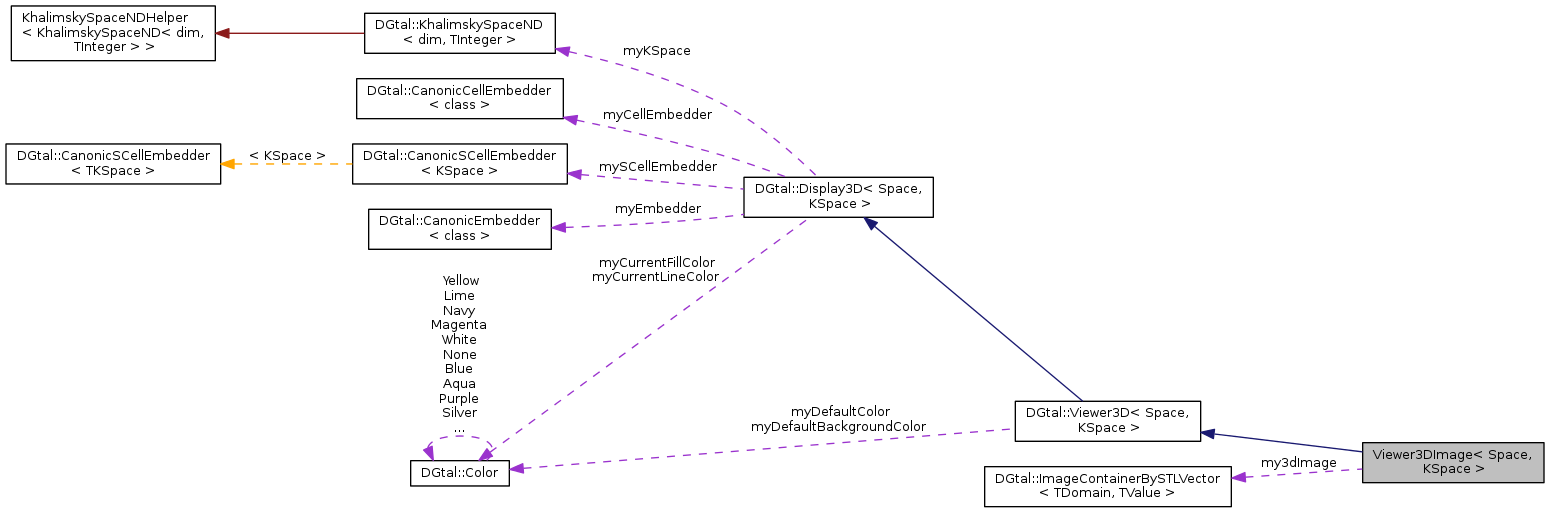 KhalimskySpaceNDHelper
< KhalimskySpaceND< dim,
TInteger > >
DGtal::KhalimskySpaceND
< dim, TInteger >
myKSpace
DGtal::CanonicCellEmbedder
< class >
myCellEmbedder
DGtal::CanonicSCellEmbedder
< TKSpace >
< KSpace >
DGtal::CanonicSCellEmbedder
< KSpace >
mySCellEmbedder
DGtal::Display3D< Space,
KSpace >
DGtal::CanonicEmbedder
< class >
myEmbedder
myCurrentFillColor
myCurrentLineColor
Yellow
Lime
Navy
Magenta
White
None
Blue
Aqua
Purple
Silver
...
DGtal::Color
myDefaultColor
myDefaultBackgroundColor
DGtal::Viewer3D< Space,
KSpace >
DGtal::ImageContainerBySTLVector
< TDomain, TValue >
my3dImage
Viewer3DImage< Space,
KSpace >